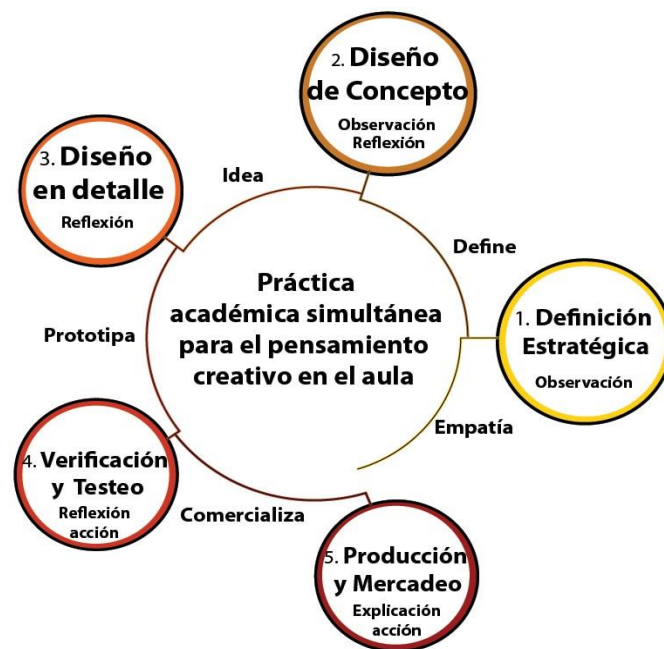 Práctica
académica simultánea
para el pensamiento
creativo en el aula
Empatía
1. Definición
Estratégica
Observación
Define
2. Diseño
de Concepto
Observación
Reflexión
Idea
3. Diseño
en detalle
Reflexión
Prototipa
4. Verificación
y Testeo
Reflexión
acción
Comercializa
5. Producción
y Mercadeo
Explicación
acción